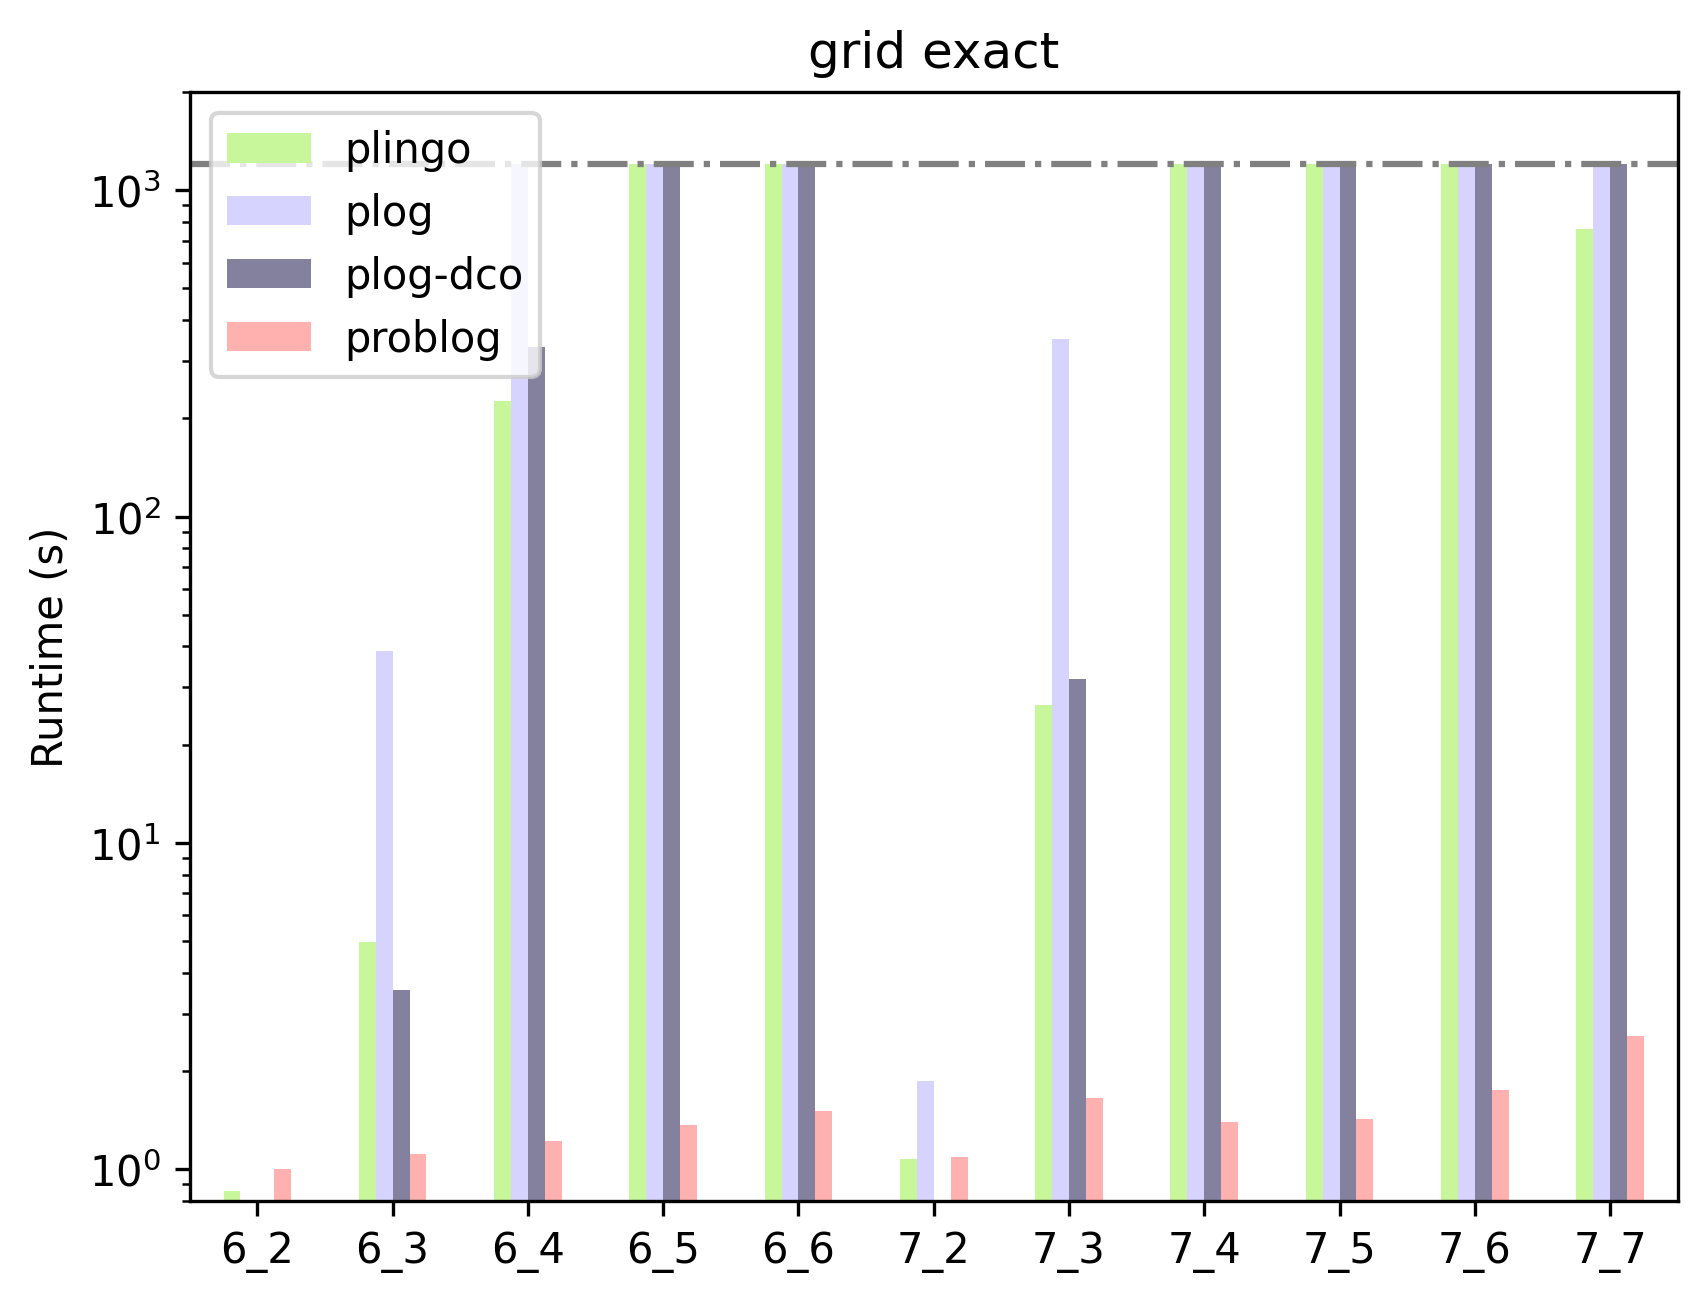 grid exact
plingo
plog
plog-dco
problog
Runtime (s)
10³
10²
10¹
10⁰
6_2 6_3 6_4 6_5 6_6 7_2 7_3 7_4 7_5 7_6 7_7